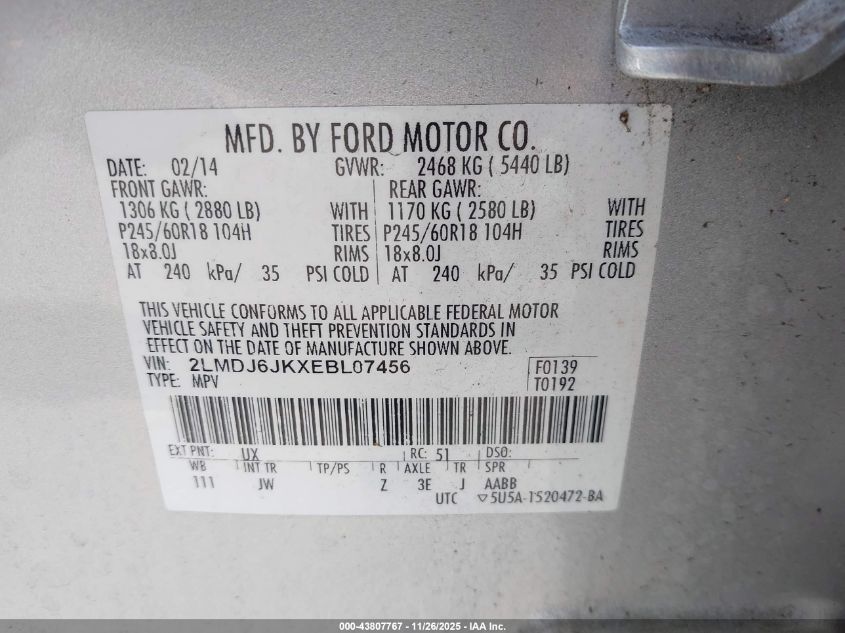 MFD. BY FORD MOTOR CO.
DATE: 02/14 GVWR: 2468 KG ( 5440 LB)
FRONT GAWR: REAR GAWR:
1306 KG ( 2880 LB) WITH 1170 KG ( 2580 LB) WITH
P245/60R18 104H TIRES P245/60R18 104H TIRES
18x8.0J RIMS 18x8.0J RIMS
AT 240 kPa/ 35 PSI COLD AT 240 kPa/ 35 PSI COLD
THIS VEHICLE CONFORMS TO ALL APPLICABLE FEDERAL MOTOR
VEHICLE SAFETY AND THEFT PREVENTION STANDARDS IN
EFFECT ON THE DATE OF MANUFACTURE SHOWN ABOVE.
VIN: 2LMDJ6JKXEBL07456 F0139
TYPE: MPV T0192
EXT PNT: UX RC: 51 DSO:
WB INT TR TP/PS R AXLE TR SPR
111 JW Z 3E J AABB
UTC ▽5U5A-1520472-BA
000-43807767 - 11/26/2025 - IAA Inc.